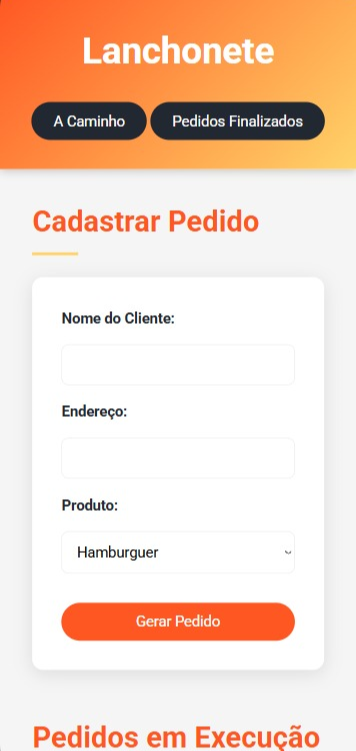 Lanchonete
A Caminho
Pedidos Finalizados
Cadastrar Pedido
Nome do Cliente:
Endereço:
Produto:
Hamburguer
Gerar Pedido
Pedidos em Execução